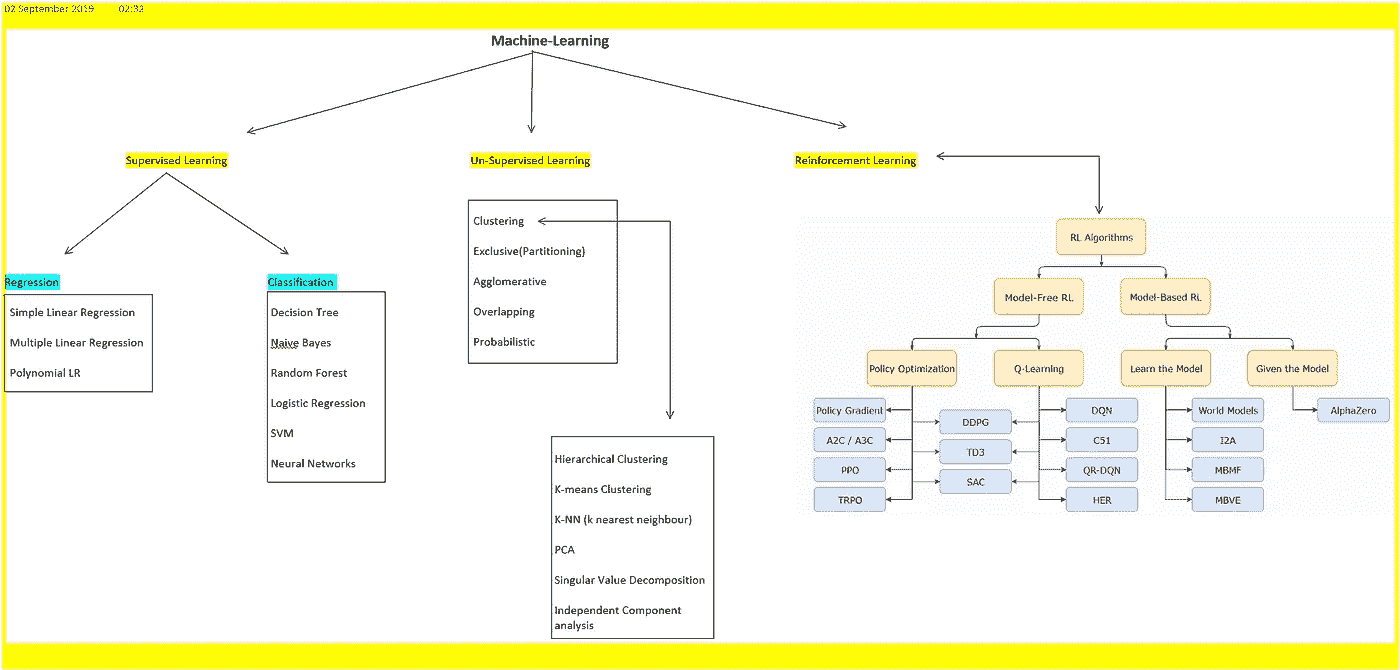 02 September 2019 02:32
Machine-Learning
Supervised Learning
Un-Supervised Learning
Reinforcement Learning
Regression
Simple Linear Regression
Multiple Linear Regression
Polynomial LR
Classification
Decision Tree
Naive Bayes
Random Forest
Logistic Regression
SVM
Neural Networks
Clustering
Exclusive(Partitioning)
Agglomerative
Overlapping
Probabilistic
Hierarchical Clustering
K-means Clustering
K-NN (k nearest neighbour)
PCA
Singular Value Decomposition
Independent Component
analysis
RL Algorithms
Model-Free RL
Model-Based RL
Policy Optimization
Q-Learning
Learn the Model
Given the Model
Policy Gradient
A2C / A3C
PPO
TRPO
DDPG
TD3
SAC
DQN
C51
QR-DQN
HER
World Models
I2A
MBMF
MBVE
AlphaZero